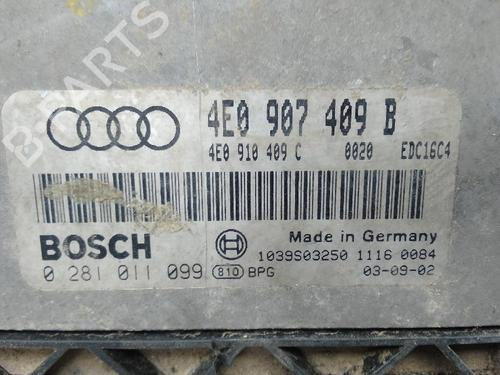 B-PARTS
4E0 907 409 B
4E0 910 409 C 0020 EDC16C4
BOSCH
Made in Germany
0 281 011 099
810 BPG
1039S03250 1116 0084
03-09-02